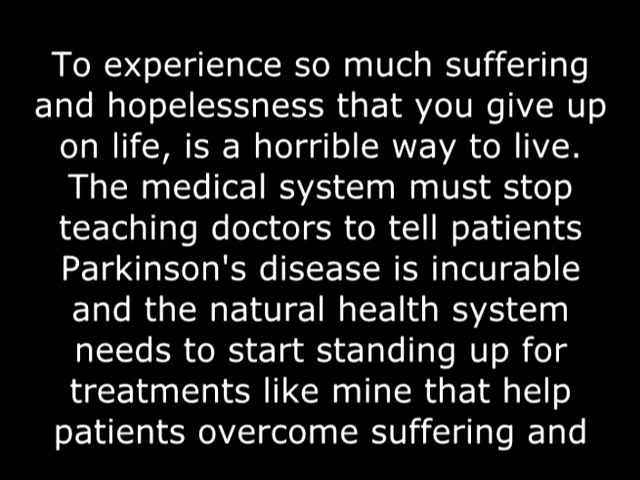 To experience so much suffering
and hopelessness that you give up
on life, is a horrible way to live.
The medical system must stop
teaching doctors to tell patients
Parkinson's disease is incurable
and the natural health system
needs to start standing up for
treatments like mine that help
patients overcome suffering and